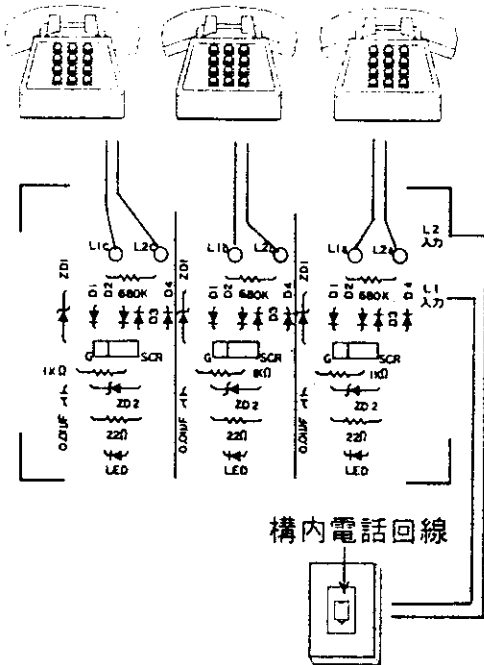 L1c L2c L1b L2b L1a L2a
L2
入力
L1
入力
ZD1 D1 D2 680K D3 D4
ZD1 D1 D2 680K D3 D4
ZD1 D1 D2 680K D3 D4
G SCR G SCR G SCR
1KΩ 1KΩ 1KΩ
ZD2 ZD2 ZD2
0.01UF 0.01UF 0.01UF
22Ω 22Ω 22Ω
LED LED LED
構内電話回線